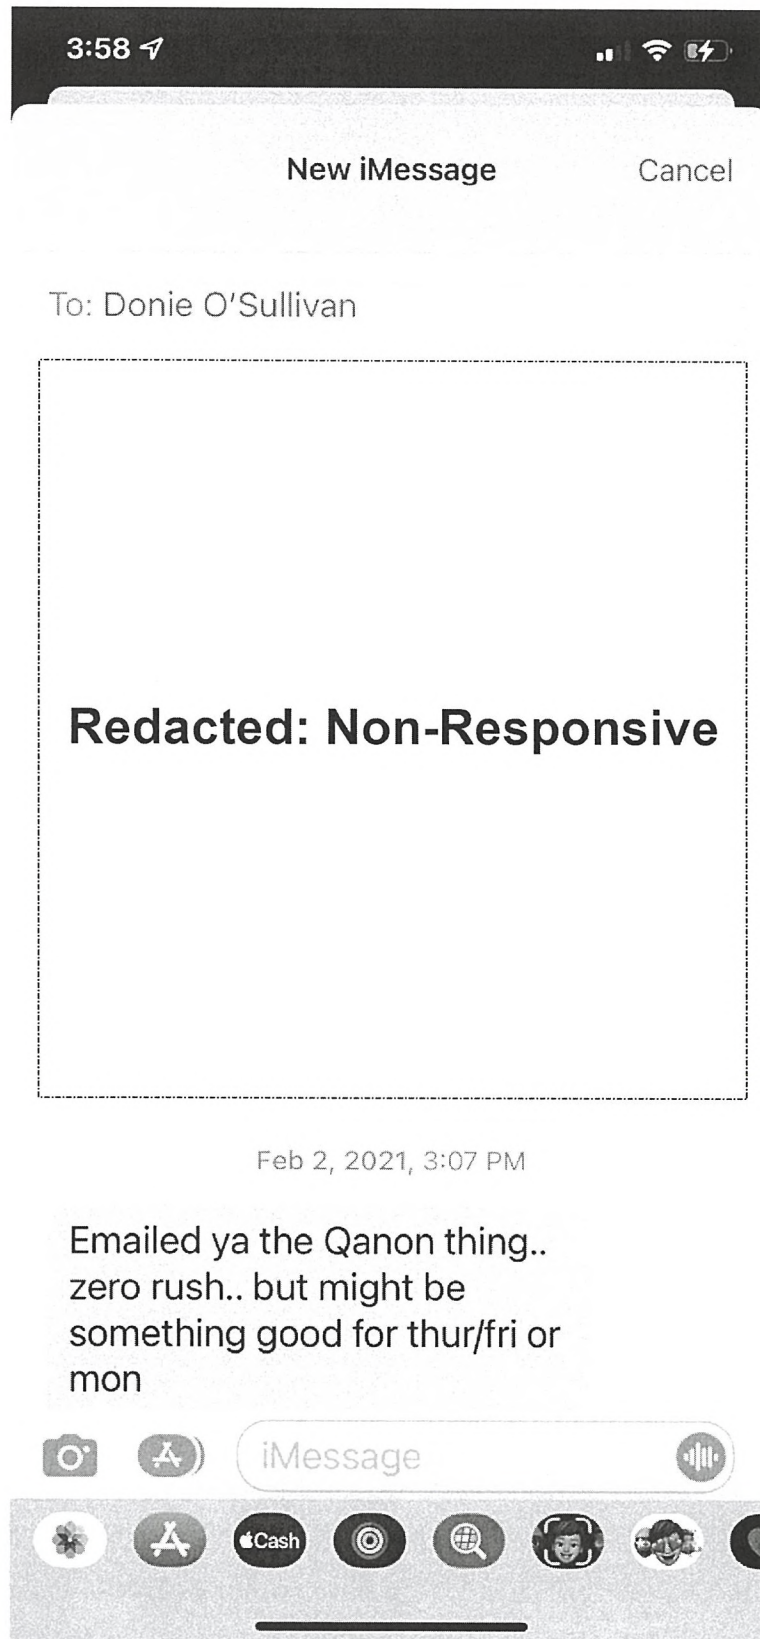 3:58
New iMessage Cancel
To: Donie O'Sullivan
Redacted: Non-Responsive
Feb 2, 2021, 3:07 PM
Emailed ya the Qanon thing..
zero rush.. but might be
something good for thur/fri or
mon
iMessage
Cash